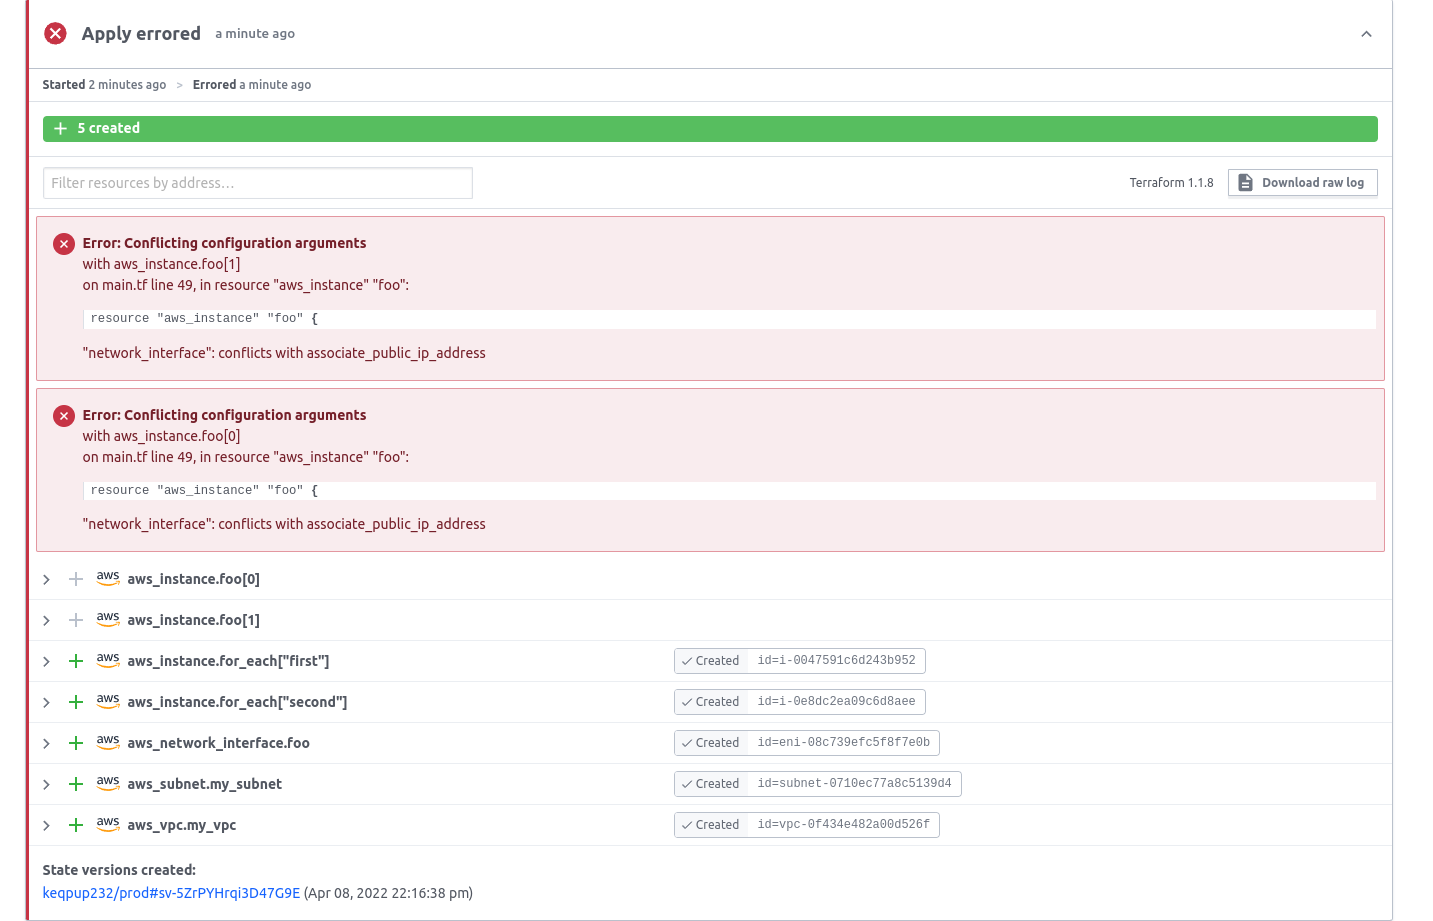 Apply errored a minute ago
Started 2 minutes ago > Errored a minute ago
+ 5 created
Filter resources by address…
Terraform 1.1.8
Download raw log
Error: Conflicting configuration arguments
with aws_instance.foo[1]
on main.tf line 49, in resource "aws_instance" "foo":
resource "aws_instance" "foo" {
"network_interface": conflicts with associate_public_ip_address
Error: Conflicting configuration arguments
with aws_instance.foo[0]
on main.tf line 49, in resource "aws_instance" "foo":
resource "aws_instance" "foo" {
"network_interface": conflicts with associate_public_ip_address
aws aws_instance.foo[0]
aws aws_instance.foo[1]
aws aws_instance.for_each["first"] Created id=i-0047591c6d243b952
aws aws_instance.for_each["second"] Created id=i-0e8dc2ea09c6d8aee
aws aws_network_interface.foo Created id=eni-08c739efc5f8f7e0b
aws aws_subnet.my_subnet Created id=subnet-0710ec77a8c5139d4
aws aws_vpc.my_vpc Created id=vpc-0f434e482a00d526f
State versions created:
keqpup232/prod#sv-5ZrPYHrqi3D47G9E (Apr 08, 2022 22:16:38 pm)